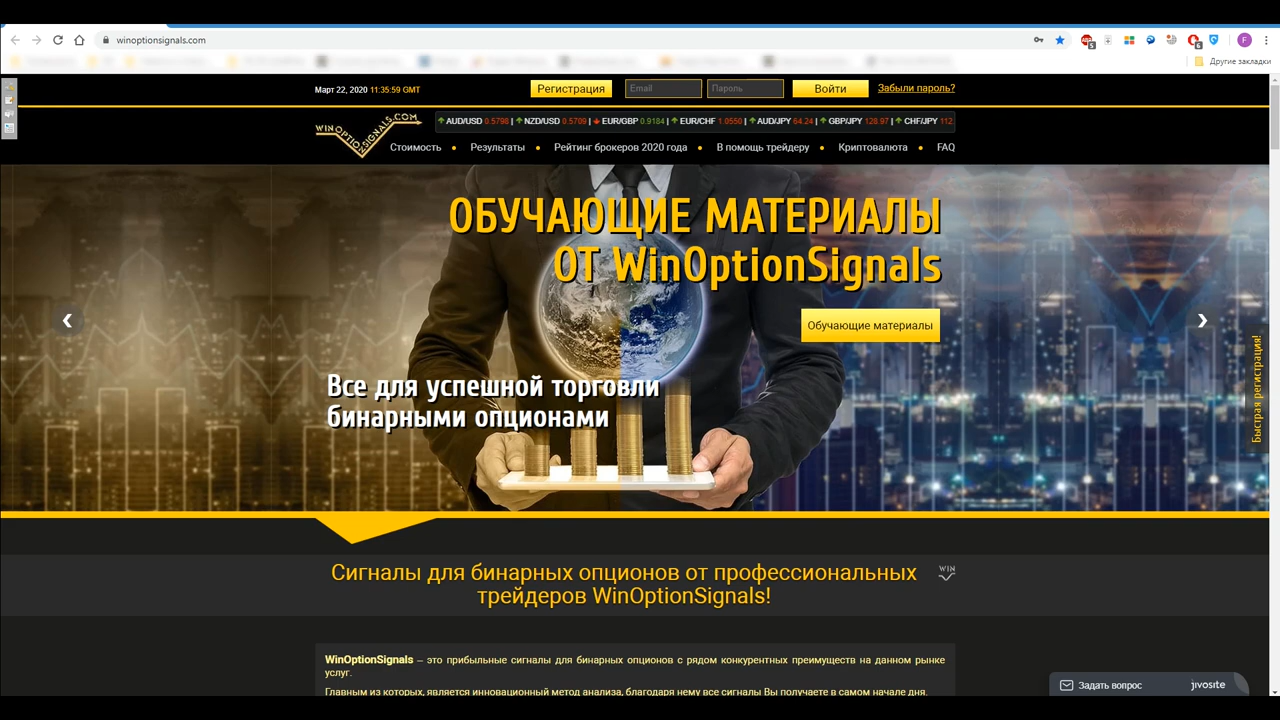 winoptionsignals.com
Другие закладки
Март 22, 2020 11:35:59 GMT
Регистрация
Email
Пароль
Войти
Забыли пароль?
WINOPTIONSIGNALS.COM
AUD/USD 0.5798 | NZD/USD 0.5709 | EUR/GBP 0.9184 | EUR/CHF 1.0550 | AUD/JPY 64.24 | GBP/JPY 128.97 | CHF/JPY 112.
Стоимость
Результаты
Рейтинг брокеров 2020 года
В помощь трейдеру
Криптовалюта
FAQ
ОБУЧАЮЩИЕ МАТЕРИАЛЫ
ОТ WinOptionSignals
Обучающие материалы
Быстрая регистрация!
Все для успешной торговли
бинарными опционами
Сигналы для бинарных опционов от профессиональных
трейдеров WinOptionSignals!
WIN
WinOptionSignals – это прибыльные сигналы для бинарных опционов с рядом конкурентных преимуществ на данном рынке
услуг.
Главным из которых, является инновационный метод анализа, благодаря нему все сигналы Вы получаете в самом начале дня.
Задать вопрос
jivosite